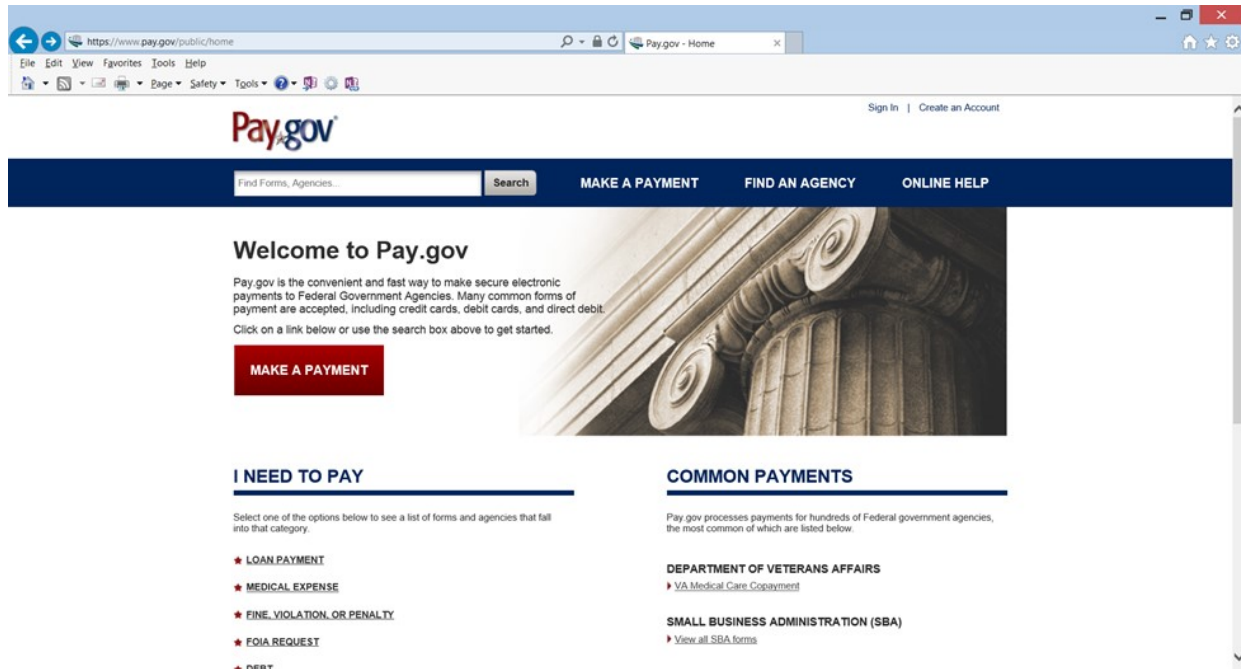 https://www.pay.gov/public/home
Pay.gov - Home
File Edit View Favorites Tools Help
Page Safety Tools
Sign In | Create an Account
Pay.gov
Find Forms, Agencies...
Search
MAKE A PAYMENT
FIND AN AGENCY
ONLINE HELP
Welcome to Pay.gov
Pay.gov is the convenient and fast way to make secure electronic
payments to Federal Government Agencies. Many common forms of
payment are accepted, including credit cards, debit cards, and direct debit.
Click on a link below or use the search box above to get started.
MAKE A PAYMENT
I NEED TO PAY
Select one of the options below to see a list of forms and agencies that fall
into that category.
LOAN PAYMENT
MEDICAL EXPENSE
FINE, VIOLATION, OR PENALTY
FOIA REQUEST
DEBT
COMMON PAYMENTS
Pay.gov processes payments for hundreds of Federal government agencies,
the most common of which are listed below.
DEPARTMENT OF VETERANS AFFAIRS
VA Medical Care Copayment
SMALL BUSINESS ADMINISTRATION (SBA)
View all SBA forms